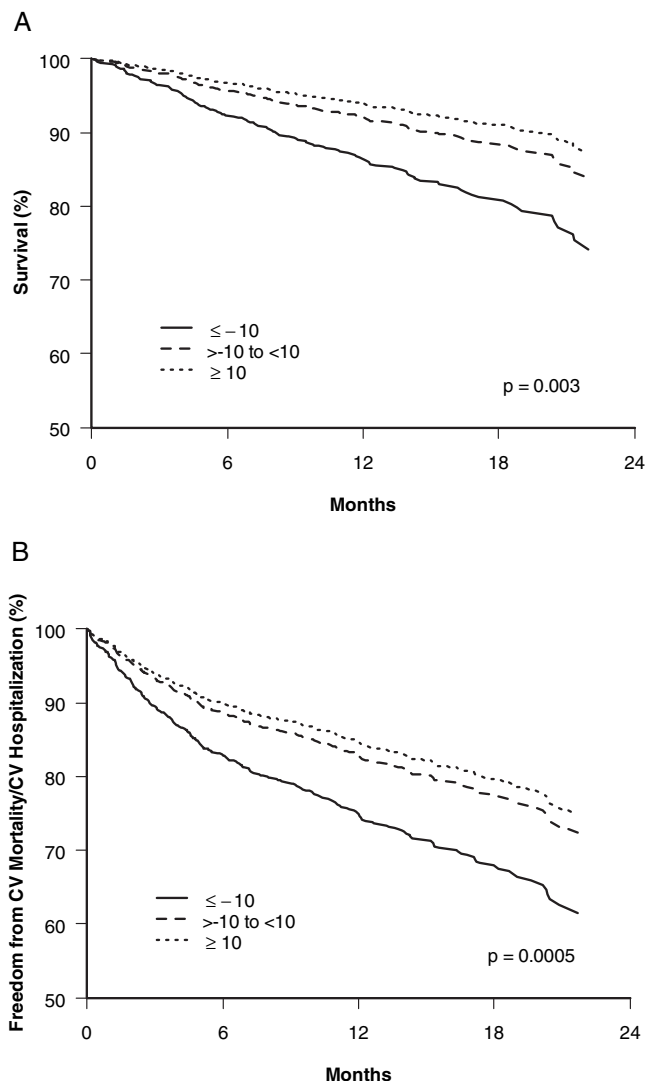 A
Survival (%)
100
90
80
70
60
50
≤ – 10
>-10 to <10
≥ 10
p = 0.003
0 6 12 18 24
Months
B
Freedom from CV Mortality/CV Hospitalization (%)
100
90
80
70
60
50
≤ – 10
>-10 to <10
≥ 10
p = 0.0005
0 6 12 18 24
Months